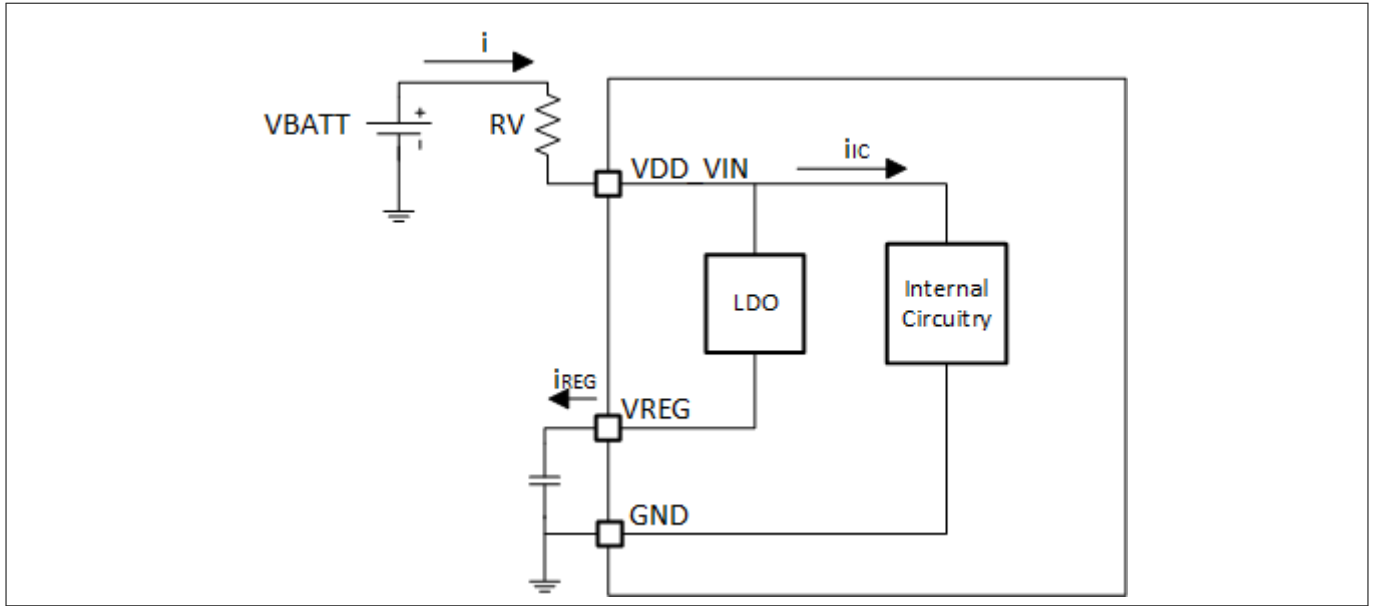 i
VBATT
+
RV
VDD_VIN
iIC
LDO
Internal
Circuitry
iREG
VREG
GND